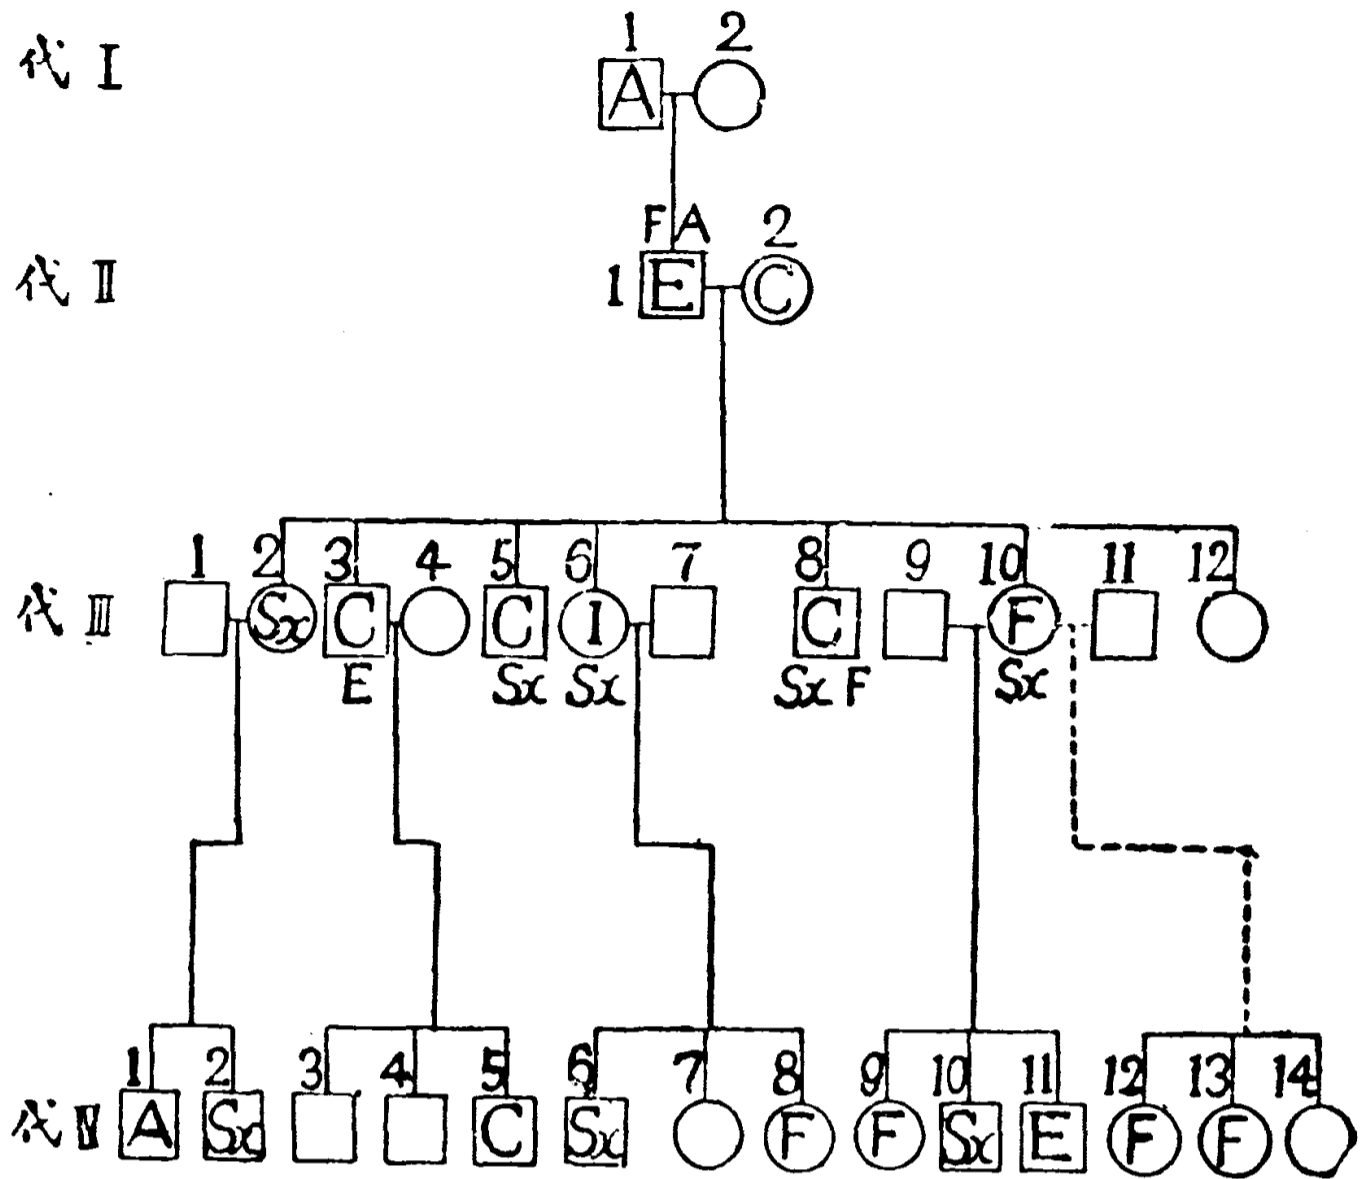 1 2
代 I A
F A 2
代 II 1 E C
1 2 3 4 5 6 7 8 9 10 11 12
代 III Sx C C I C F
E Sx Sx Sx F Sx
1 2 3 4 5 6 7 8 9 10 11 12 13 14
代 IV A Sx C Sx F F Sx E F F